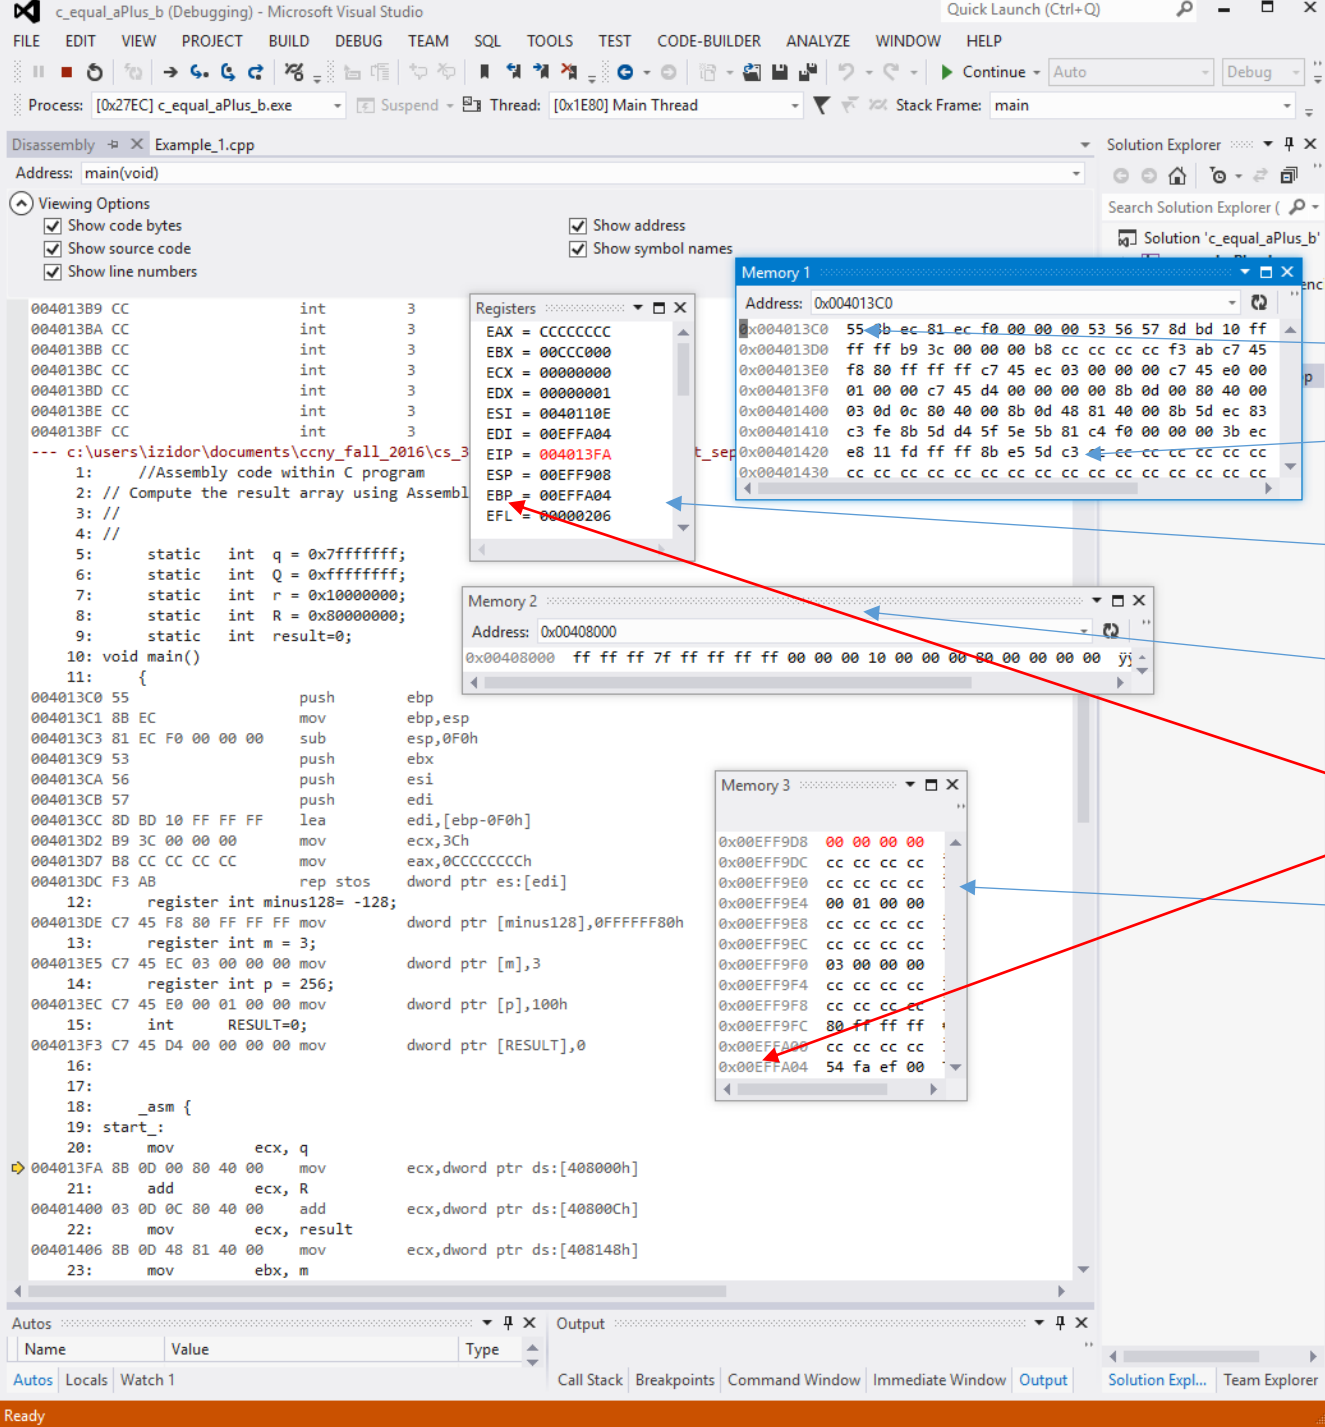 c_equal_aPlus_b (Debugging) - Microsoft Visual Studio
Quick Launch (Ctrl+Q)
FILE EDIT VIEW PROJECT BUILD DEBUG TEAM SQL TOOLS TEST CODE-BUILDER ANALYZE WINDOW HELP
Continue Auto Debug
Process: [0x27EC] c_equal_aPlus_b.exe Suspend Thread: [0x1E80] Main Thread Stack Frame: main
Disassembly Example_1.cpp
Address: main(void)
Viewing Options
Show code bytes Show address
Show source code Show symbol names
Show line numbers
004013B9 CC int 3
004013BA CC int 3
004013BB CC int 3
004013BC CC int 3
004013BD CC int 3
004013BE CC int 3
004013BF CC int 3
--- c:\users\izidor\documents\ccny_fall_2016\cs_3
t_sep
1: //Assembly code within C program
2: // Compute the result array using Assembl
3: //
4: //
5: static int q = 0x7fffffff;
6: static int Q = 0xffffffff;
7: static int r = 0x10000000;
8: static int R = 0x80000000;
9: static int result=0;
10: void main()
11: {
004013C0 55 push ebp
004013C1 8B EC mov ebp,esp
004013C3 81 EC F0 00 00 00 sub esp,0F0h
004013C9 53 push ebx
004013CA 56 push esi
004013CB 57 push edi
004013CC 8D BD 10 FF FF FF lea edi,[ebp-0F0h]
004013D2 B9 3C 00 00 00 mov ecx,3Ch
004013D7 B8 CC CC CC CC mov eax,0CCCCCCCCh
004013DC F3 AB rep stos dword ptr es:[edi]
12: register int minus128= -128;
004013DE C7 45 F8 80 FF FF FF mov dword ptr [minus128],0FFFFFF80h
13: register int m = 3;
004013E5 C7 45 EC 03 00 00 00 mov dword ptr [m],3
14: register int p = 256;
004013EC C7 45 E0 00 01 00 00 mov dword ptr [p],100h
15: int RESULT=0;
004013F3 C7 45 D4 00 00 00 00 mov dword ptr [RESULT],0
16:
17:
18: _asm {
19: start_:
20: mov ecx, q
004013FA 8B 0D 00 80 40 00 mov ecx,dword ptr ds:[408000h]
21: add ecx, R
00401400 03 0D 0C 80 40 00 add ecx,dword ptr ds:[40800Ch]
22: mov ecx, result
00401406 8B 0D 48 81 40 00 mov ecx,dword ptr ds:[408148h]
23: mov ebx, m
Registers
EAX = CCCCCCCC
EBX = 00CCC000
ECX = 00000000
EDX = 00000001
ESI = 0040110E
EDI = 00EFFA04
EIP = 004013FA
ESP = 00EFF908
EBP = 00EFFA04
EFL = 00000206
Memory 1
Address: 0x004013C0
0x004013C0 55 8b ec 81 ec f0 00 00 00 53 56 57 8d bd 10 ff
0x004013D0 ff ff b9 3c 00 00 00 b8 cc cc cc cc f3 ab c7 45
0x004013E0 f8 80 ff ff ff c7 45 ec 03 00 00 00 c7 45 e0 00
0x004013F0 01 00 00 c7 45 d4 00 00 00 00 8b 0d 00 80 40 00
0x00401400 03 0d 0c 80 40 00 8b 0d 48 81 40 00 8b 5d ec 83
0x00401410 c3 fe 8b 5d d4 5f 5e 5b 81 c4 f0 00 00 00 3b ec
0x00401420 e8 11 fd ff ff 8b e5 5d c3 cc cc cc cc cc cc cc
0x00401430 cc cc cc cc cc cc cc cc cc cc cc cc cc cc cc cc
Memory 2
Address: 0x00408000
0x00408000 ff ff ff 7f ff ff ff ff 00 00 00 10 00 00 00 80 00 00 00 00 ÿÿ
Memory 3
0x00EFF9D8 00 00 00 00
0x00EFF9DC cc cc cc cc
0x00EFF9E0 cc cc cc cc
0x00EFF9E4 00 01 00 00
0x00EFF9E8 cc cc cc cc
0x00EFF9EC cc cc cc cc
0x00EFF9F0 03 00 00 00
0x00EFF9F4 cc cc cc cc
0x00EFF9F8 cc cc cc cc
0x00EFF9FC 80 ff ff ff
0x00EFFA00 cc cc cc cc
0x00EFFA04 54 fa ef 00
Solution Explorer
Search Solution Explorer (
Solution 'c_equal_aPlus_b'
enc
p
Autos
Name Value Type
Autos Locals Watch 1
Output
Call Stack Breakpoints Command Window Immediate Window Output
Solution Expl... Team Explorer
Ready